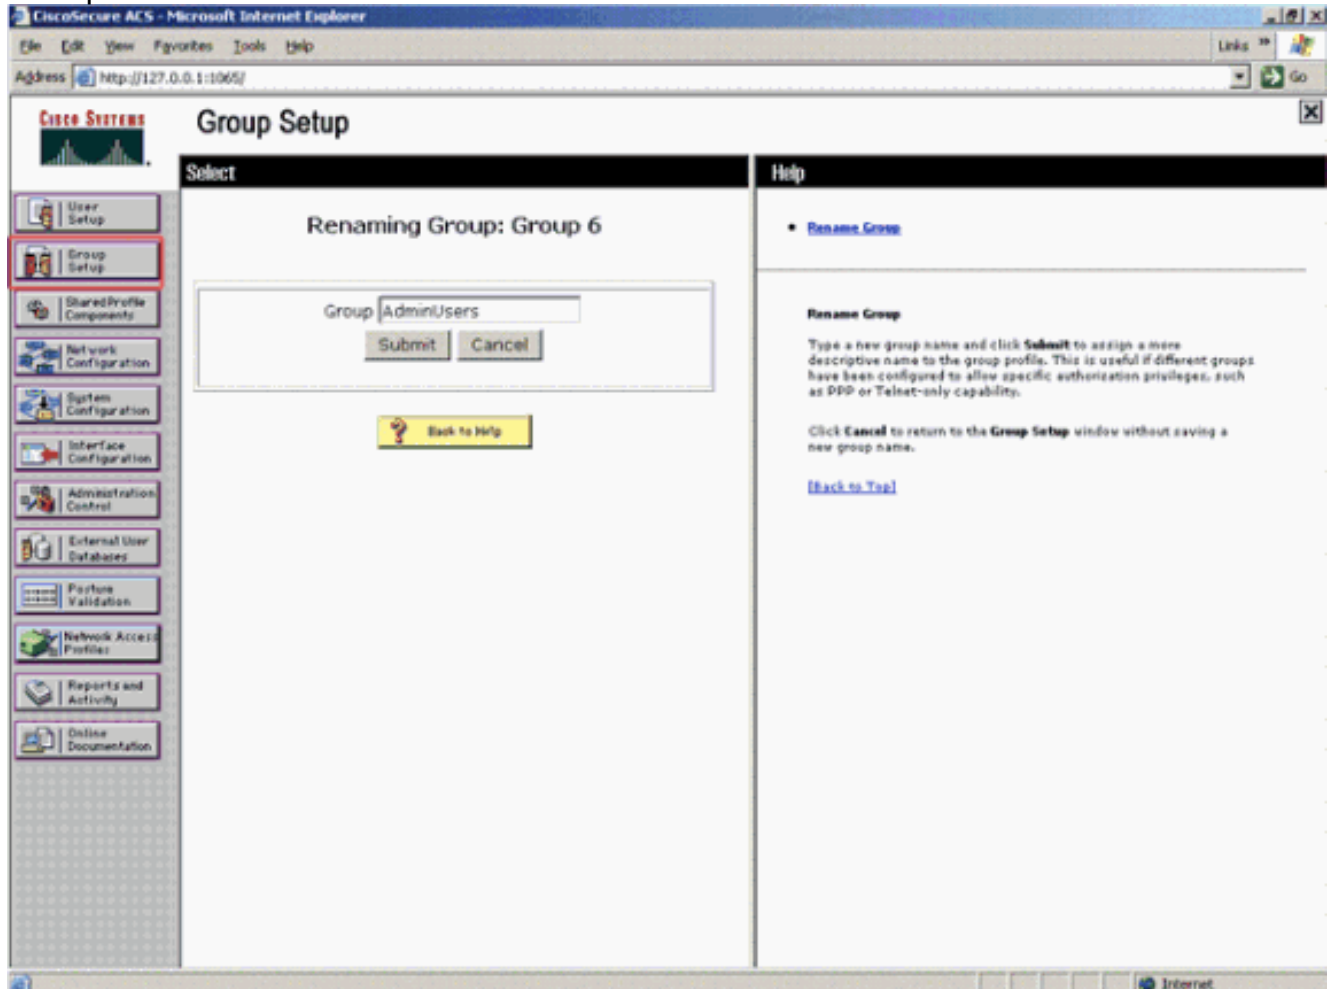 CiscoSecure ACS - Microsoft Internet Explorer
File Edit View Favorites Tools Help
Links »
Address http://127.0.0.1:1065/
Go
CISCO SYSTEMS
Group Setup
Select
Help
User
Setup
Group
Setup
Shared Profile
Components
Network
Configuration
System
Configuration
Interface
Configuration
Administration
Control
External User
Databases
Posture
Validation
Network Access
Profiles
Reports and
Activity
Online
Documentation
Renaming Group: Group 6
Group AdminUsers
Submit Cancel
? Back to Help
• Rename Group
Rename Group
Type a new group name and click Submit to assign a more
descriptive name to the group profile. This is useful if different groups
have been configured to allow specific authorization privileges, such
as PPP or Telnet-only capability.
Click Cancel to return to the Group Setup window without saving a
new group name.
[Back to Top]
Internet